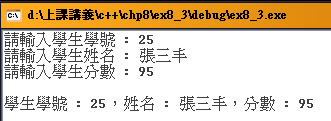 d:\上課講義\c++\chp8\ex8_3\debug\ex8_3.exe
請輸入學生學號 : 25
請輸入學生姓名 : 張三丰
請輸入學生分數 : 95
學生學號 : 25，姓名 : 張三丰，分數 : 95